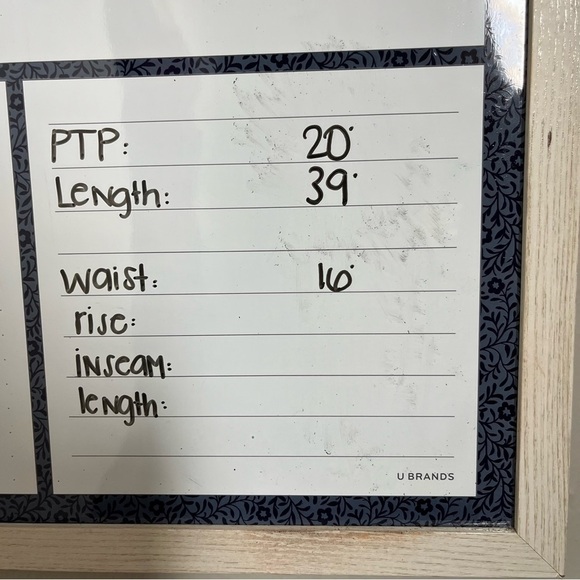 PTP: 20"
Length: 39"
waist: 16"
rise:
inseam:
length:
U BRANDS